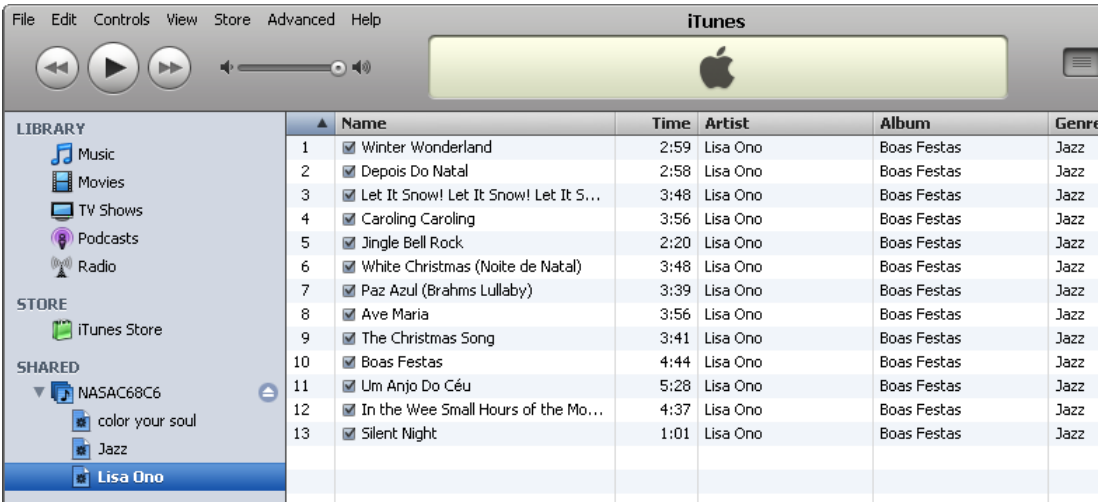 File Edit Controls View Store Advanced Help
iTunes
LIBRARY
Music
Movies
TV Shows
Podcasts
Radio
STORE
iTunes Store
SHARED
NASAC68C6
color your soul
Jazz
Lisa Ono
Name Time Artist Album Genre
1 Winter Wonderland 2:59 Lisa Ono Boas Festas Jazz
2 Depois Do Natal 2:58 Lisa Ono Boas Festas Jazz
3 Let It Snow! Let It Snow! Let It S... 3:48 Lisa Ono Boas Festas Jazz
4 Caroling Caroling 3:56 Lisa Ono Boas Festas Jazz
5 Jingle Bell Rock 2:20 Lisa Ono Boas Festas Jazz
6 White Christmas (Noite de Natal) 3:48 Lisa Ono Boas Festas Jazz
7 Paz Azul (Brahms Lullaby) 3:39 Lisa Ono Boas Festas Jazz
8 Ave Maria 3:56 Lisa Ono Boas Festas Jazz
9 The Christmas Song 3:41 Lisa Ono Boas Festas Jazz
10 Boas Festas 4:44 Lisa Ono Boas Festas Jazz
11 Um Anjo Do Céu 5:28 Lisa Ono Boas Festas Jazz
12 In the Wee Small Hours of the Mo... 4:37 Lisa Ono Boas Festas Jazz
13 Silent Night 1:01 Lisa Ono Boas Festas Jazz